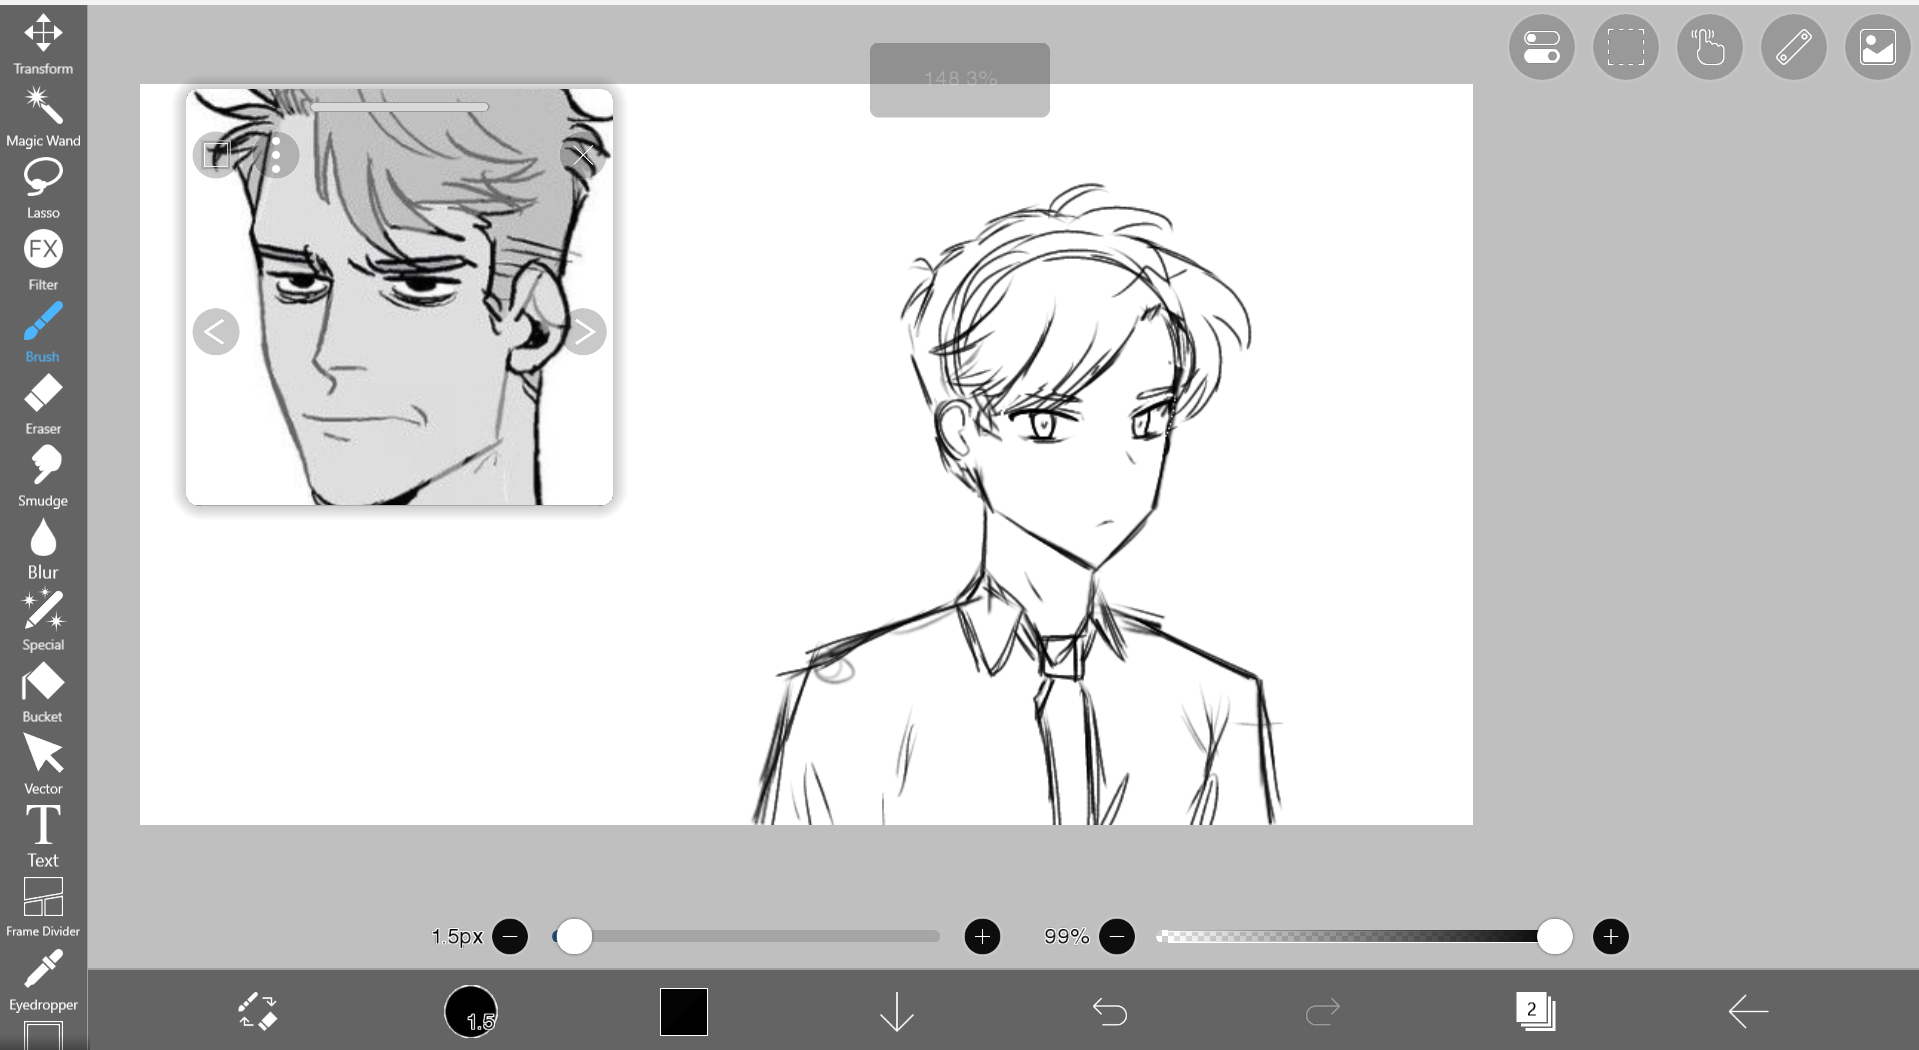 148.3%
Transform
Magic Wand
Lasso
FX
Filter
Brush
Eraser
Smudge
Blur
Special
Bucket
Vector
T
Text
Frame Divider
Eyedropper
1.5px
99%
1.5
2